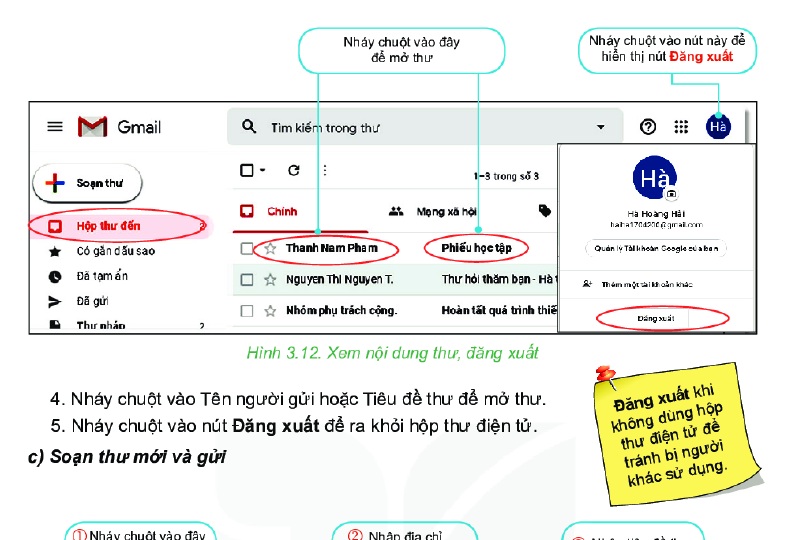 Nháy chuột vào đây
để mở thư
Nháy chuột vào nút này để
hiển thị nút Đăng xuất
Gmail
Tìm kiếm trong thư
Hà
Soạn thư
1–3 trong số 3
Hà
Hộp thư đến 2
Chính
Mạng xã hội
Hà Hoàng Hải
Có gắn dấu sao
Thanh Nam Pham
Phiếu học tập
Quản lý Tài khoản Google của bạn
Đã tạm ẩn
Nguyen Thi Nguyen T.
Thư hỏi thăm bạn - Hà
Thêm một tài khoản khác
Đã gửi
Nhóm phụ trách cộng.
Hoàn tất quá trình thiế
Đăng xuất
Thư nháp 2
Hình 3.12. Xem nội dung thư, đăng xuất
4. Nháy chuột vào Tên người gửi hoặc Tiêu đề thư để mở thư.
5. Nháy chuột vào nút Đăng xuất để ra khỏi hộp thư điện tử.
Đăng xuất khi
không dùng hộp
thư điện tử để
tránh bị người
khác sử dụng.
c) Soạn thư mới và gửi
① Nháy chuột vào đây
② Nhập địa chỉ